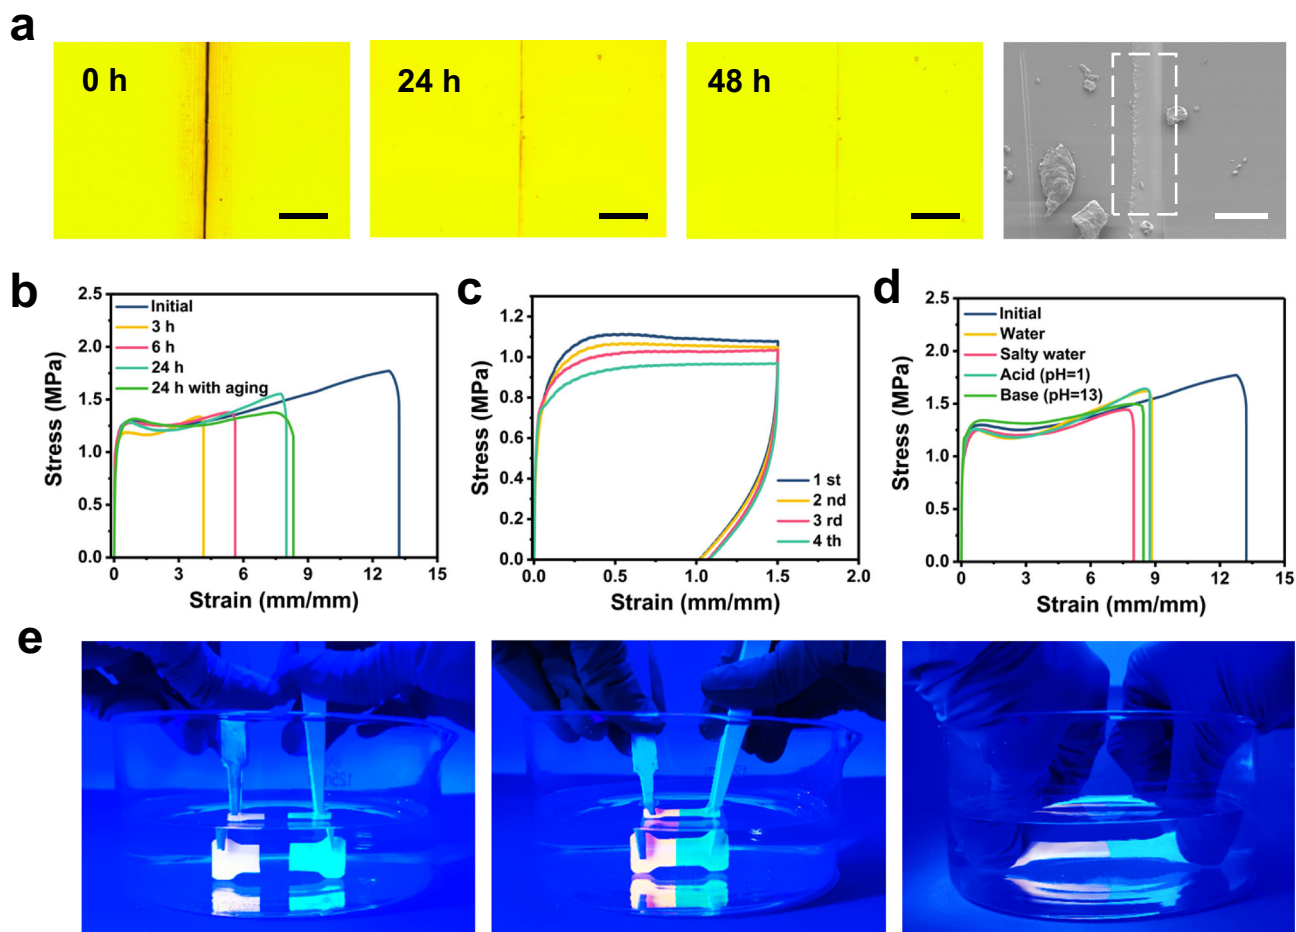 a
0 h
24 h
48 h
b
2.5
2.0
1.5
1.0
0.5
0.0
Stress (MPa)
Initial
3 h
6 h
24 h
24 h with aging
0
3
6
9
12
15
Strain (mm/mm)
c
1.2
1.0
0.8
0.6
0.4
0.2
0.0
Stress (MPa)
1 st
2 nd
3 rd
4 th
0.0
0.5
1.0
1.5
2.0
Strain (mm/mm)
d
2.5
2.0
1.5
1.0
0.5
0.0
Stress (MPa)
Initial
Water
Salty water
Acid (pH=1)
Base (pH=13)
0
3
6
9
12
15
Strain (mm/mm)
e